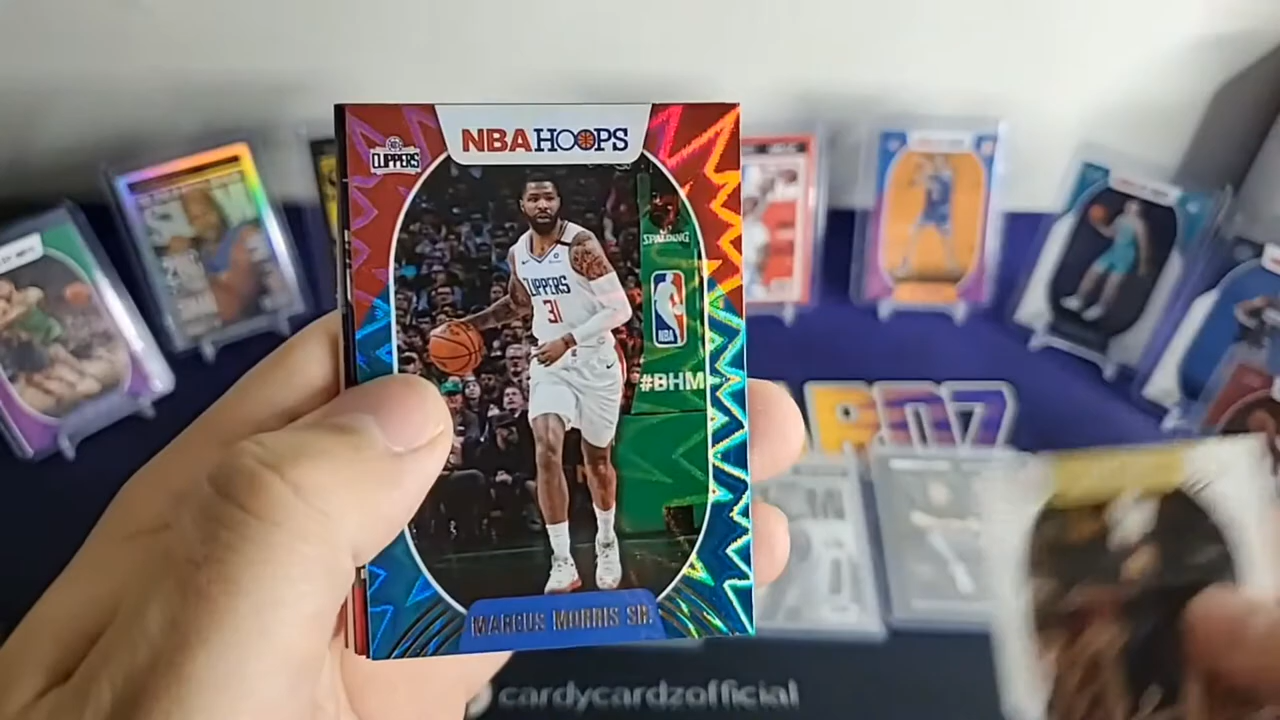 NBA HOOPS
CLIPPERS
SPALDING
CLIPPERS
31
NBA
#BHM
MARCUS MORRIS SR.
cardycardzofficial